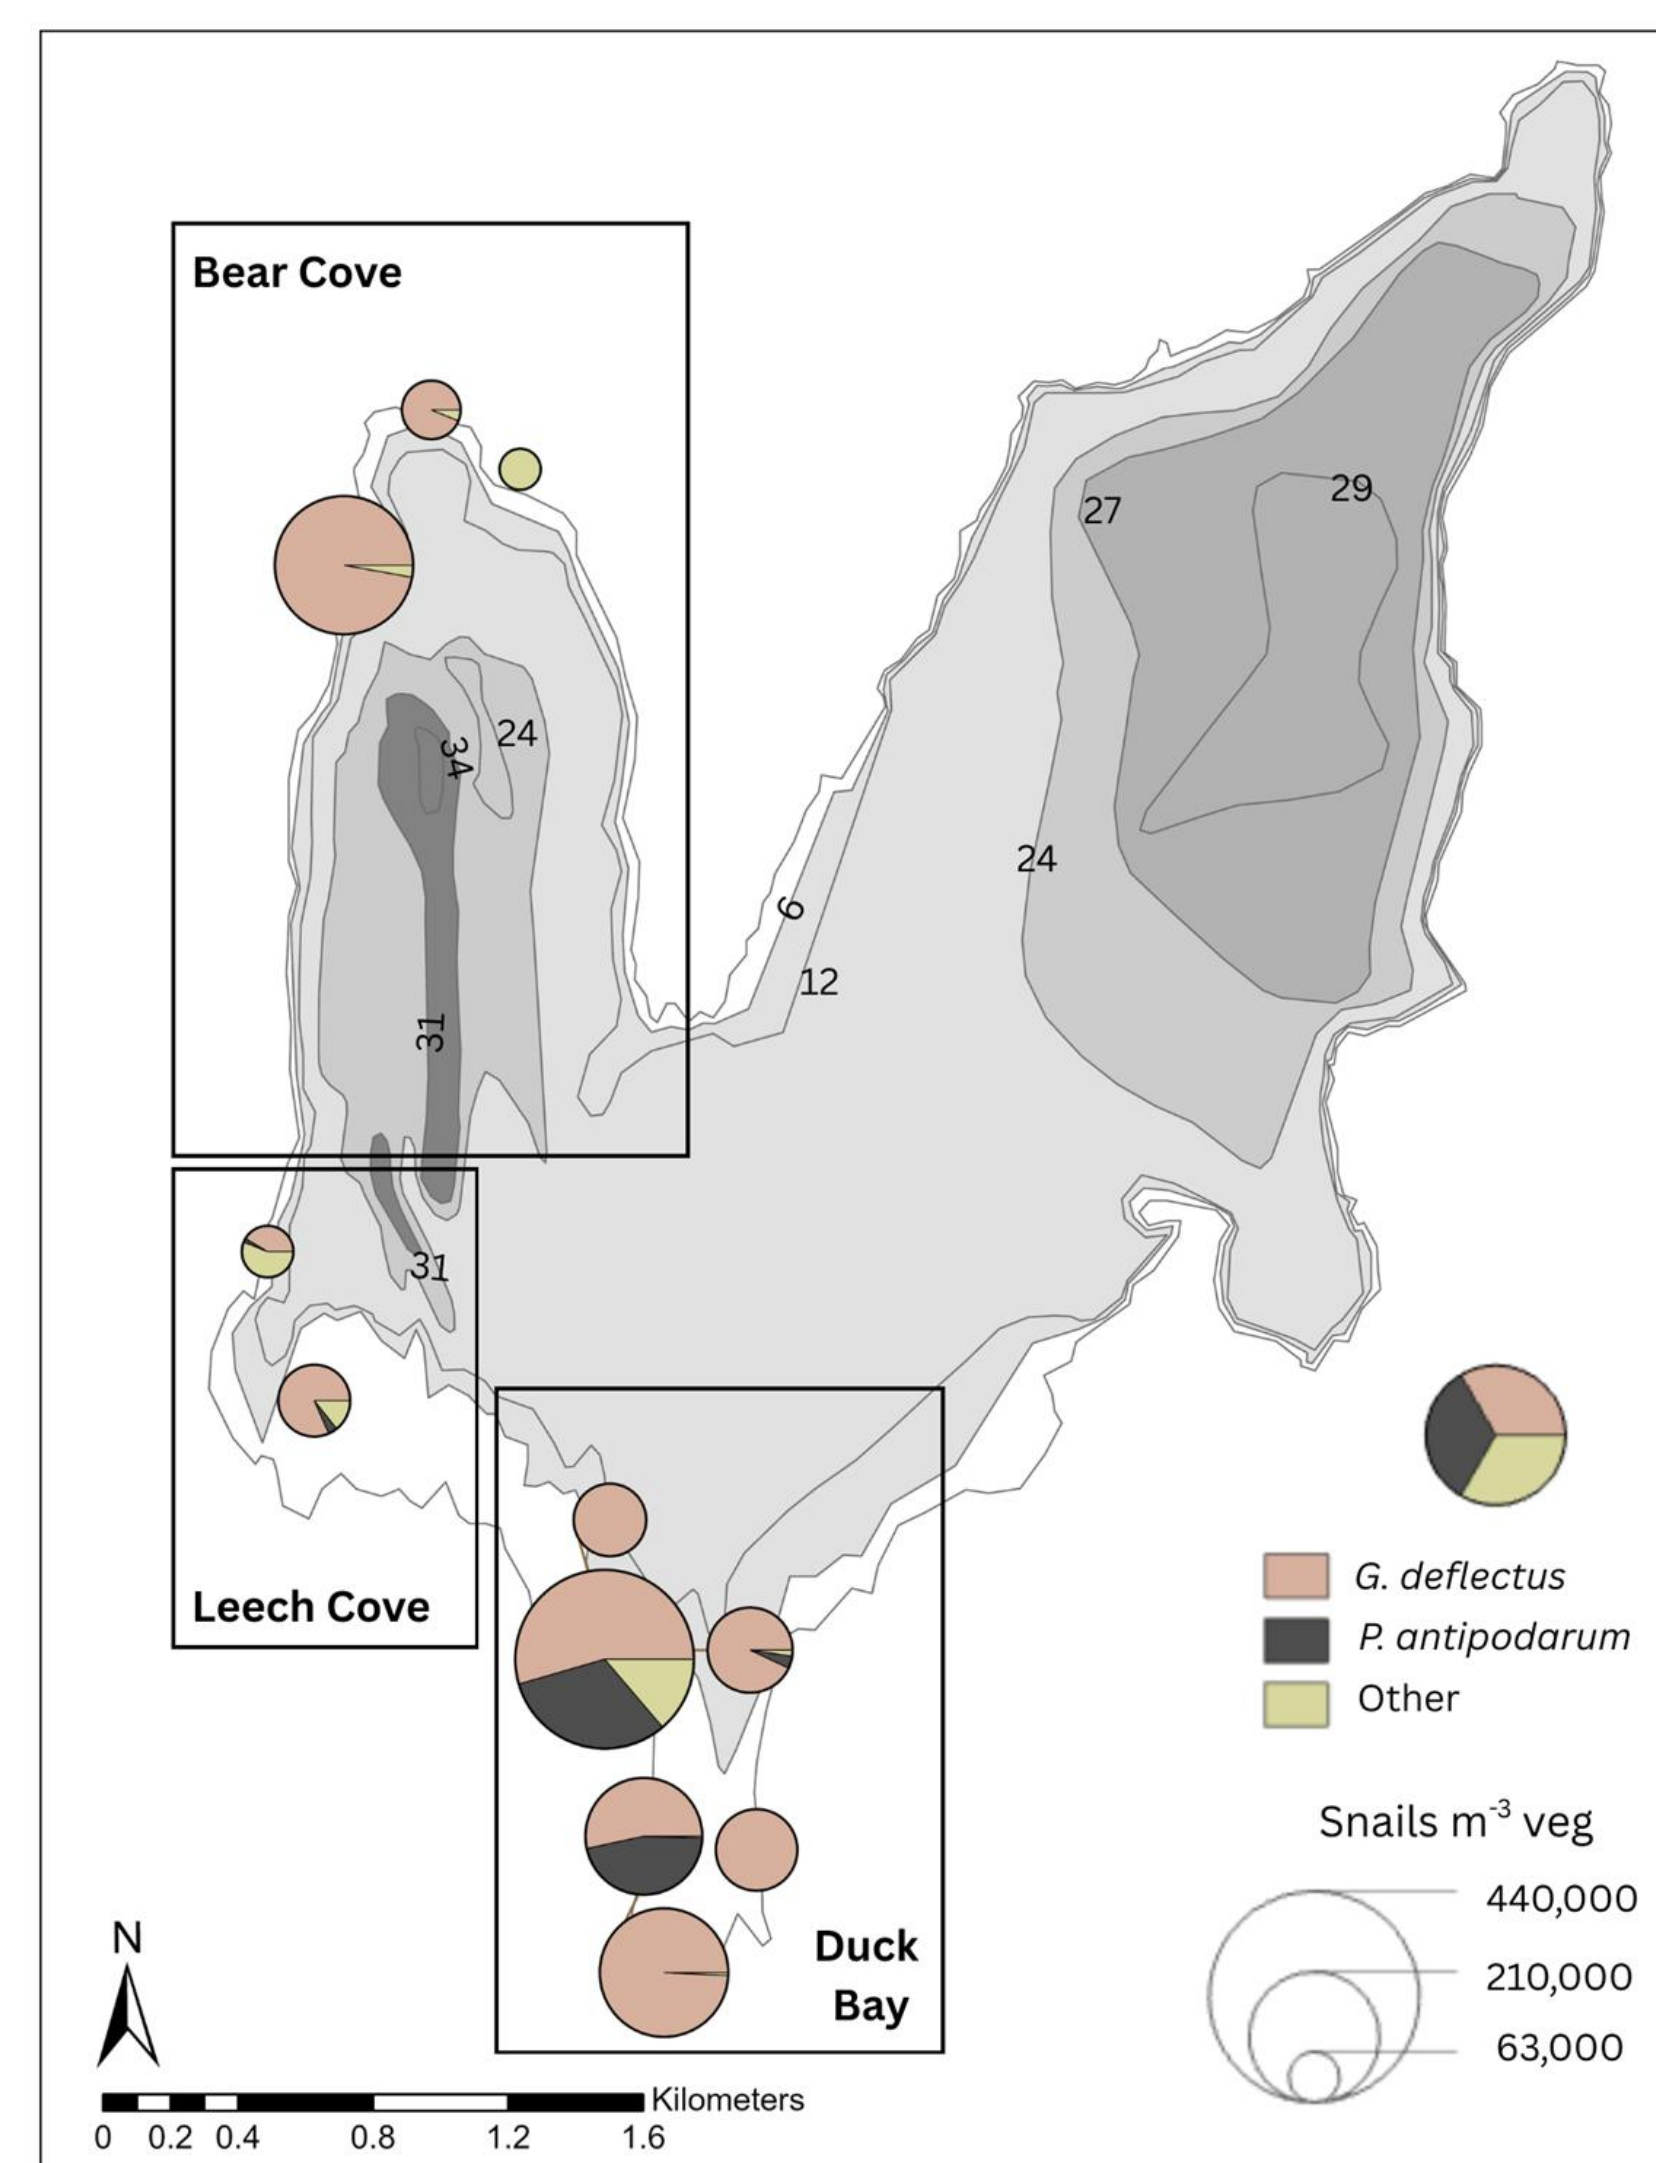 Bear Cove
29
27
34
24
24
6
12
31
31
Leech Cove
G. deflectus
P. antipodarum
Other
Snails m⁻³ veg
440,000
210,000
63,000
Duck
Bay
N
Kilometers
0 0.2 0.4 0.8 1.2 1.6